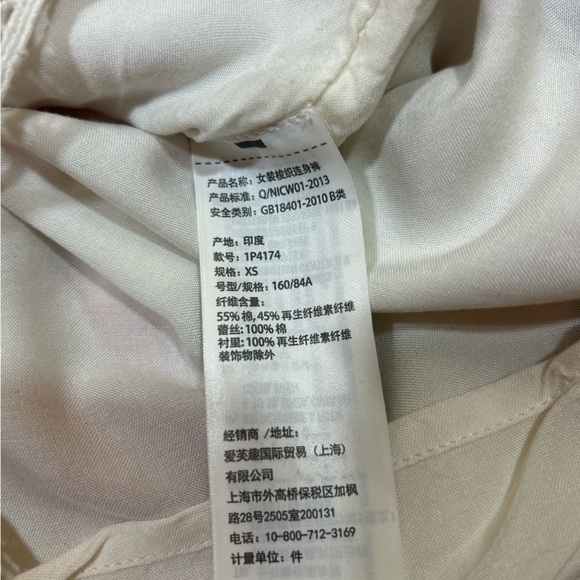 产品名称: 女装梭织连身裤
产品标准: Q/NICW01-2013
安全类别: GB18401-2010 B类
产地: 印度
款号: 1P4174
规格: XS
号型/规格: 160/84A
纤维含量:
55% 棉, 45% 再生纤维素纤维
蕾丝: 100% 棉
衬里: 100% 再生纤维素纤维
装饰物除外
经销商 /地址:
爱芙趣国际贸易（上海）
有限公司
上海市外高桥保税区加枫
路28号2505室200131
电话: 10-800-712-3169
计量单位: 件